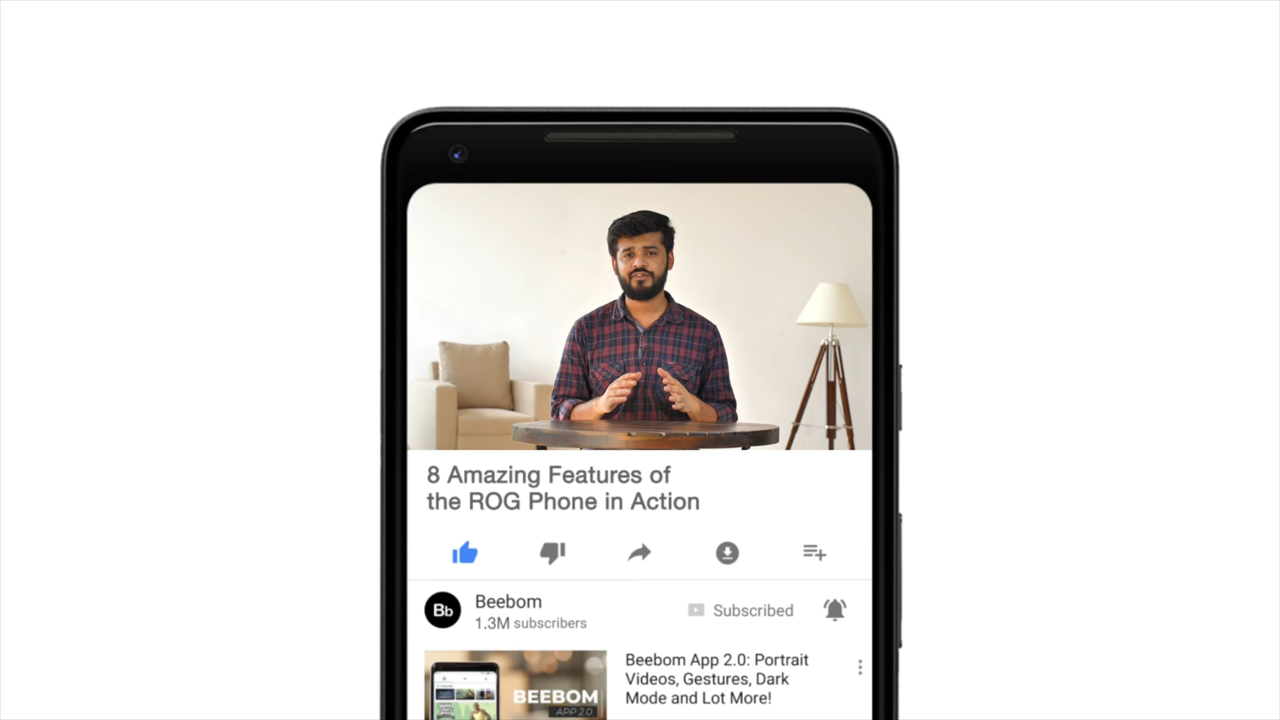 8 Amazing Features of
the ROG Phone in Action
Bb
Beebom
1.3M subscribers
Subscribed
Beebom App 2.0: Portrait
Videos, Gestures, Dark
Mode and Lot More!
BEEBOM
APP 2.0